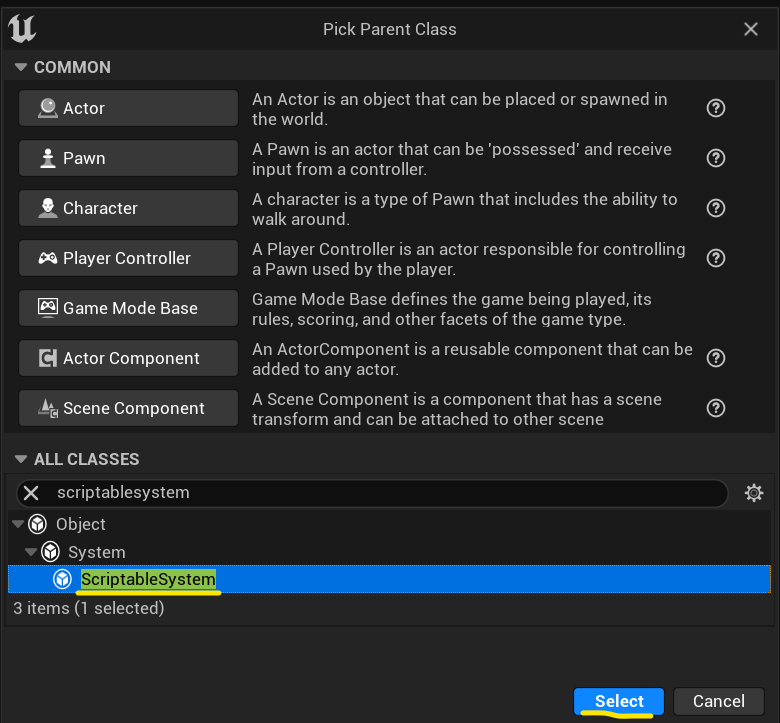 Pick Parent Class
COMMON
Actor
An Actor is an object that can be placed or spawned in
the world.
Pawn
A Pawn is an actor that can be 'possessed' and receive
input from a controller.
Character
A character is a type of Pawn that includes the ability to
walk around.
Player Controller
A Player Controller is an actor responsible for controlling
a Pawn used by the player.
Game Mode Base
Game Mode Base defines the game being played, its
rules, scoring, and other facets of the game type.
Actor Component
An ActorComponent is a reusable component that can be
added to any actor.
Scene Component
A Scene Component is a component that has a scene
transform and can be attached to other scene
ALL CLASSES
scriptablesystem
Object
System
ScriptableSystem
3 items (1 selected)
Select
Cancel